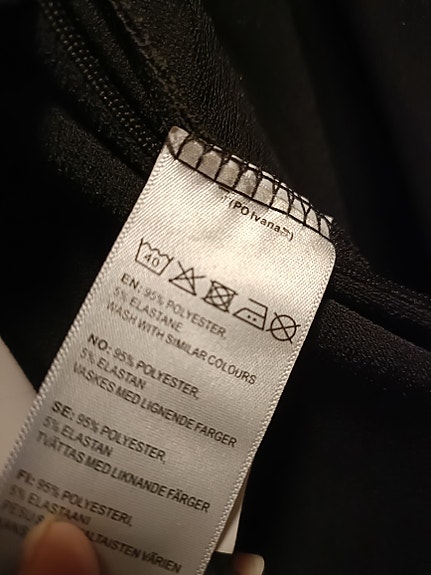 (PO Ivana
40
EN: 95% POLYESTER,
5% ELASTANE
WASH WITH SIMILAR COLOURS
NO: 95% POLYESTER,
5% ELASTAN
VASKES MED LIGNENDE FARGER
SE: 95% POLYESTER,
5% ELASTAN
TVÄTTAS MED LIKNANDE FÄRGER
FI: 95% POLYESTERI,
5% ELASTAANI
VÄRIEN